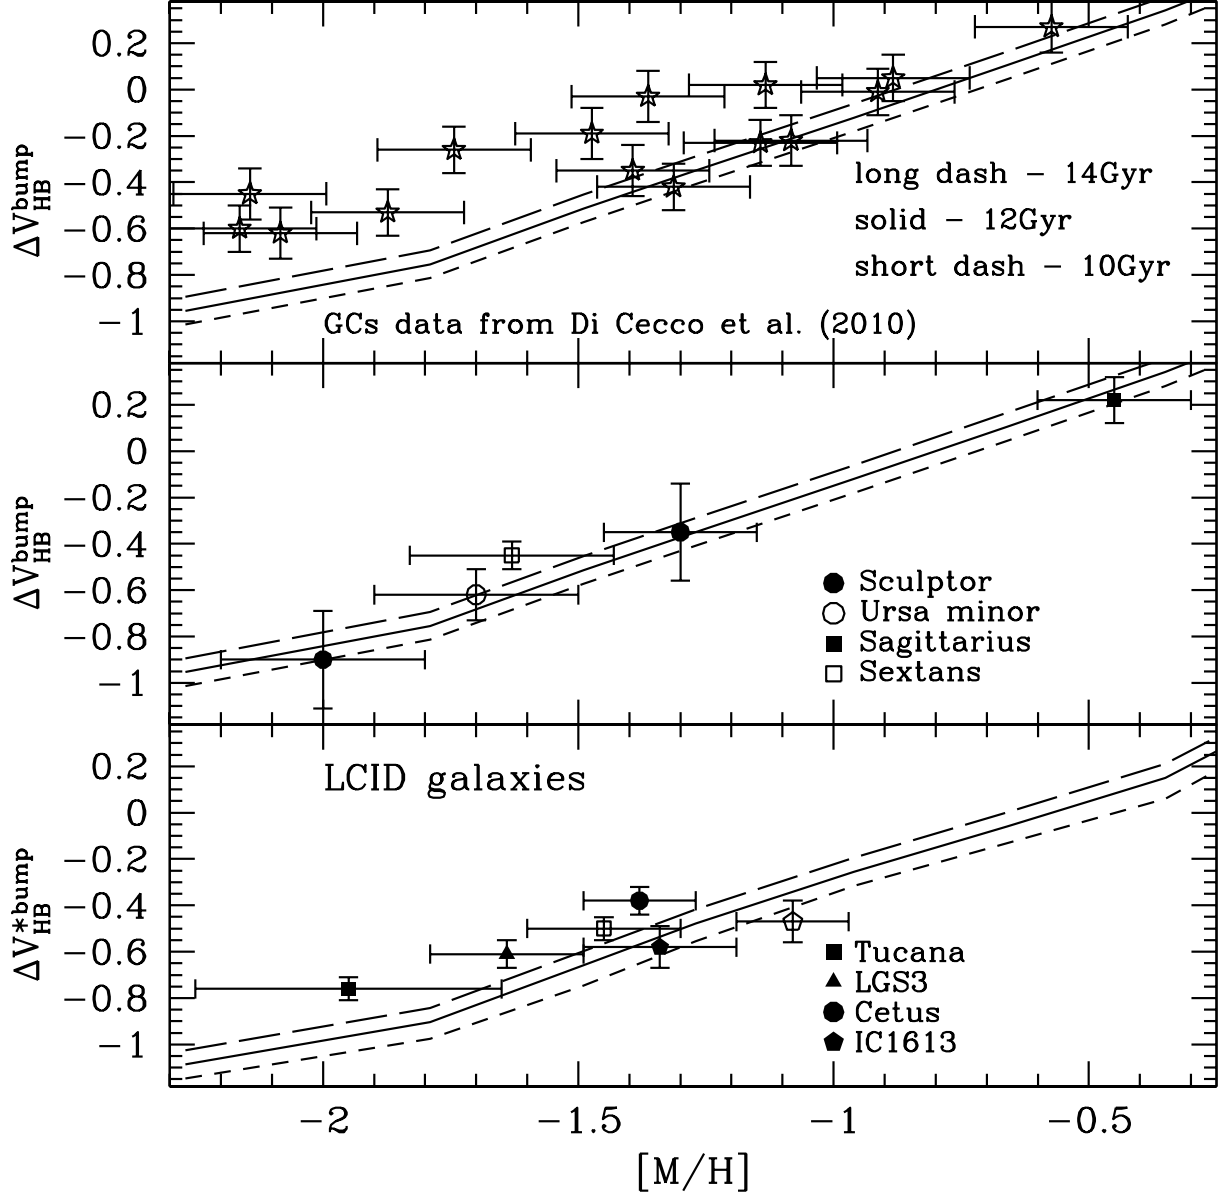 0.2
0
−0.2
−0.4
−0.6
−0.8
−1
ΔV^bump_HB
long dash − 14Gyr
solid − 12Gyr
short dash − 10Gyr
GCs data from Di Cecco et al. (2010)
0.2
0
−0.2
−0.4
−0.6
−0.8
−1
ΔV^bump_HB
Sculptor
Ursa minor
Sagittarius
Sextans
0.2
0
−0.2
−0.4
−0.6
−0.8
−1
ΔV*^bump_HB
LCID galaxies
Tucana
LGS3
Cetus
IC1613
−2 −1.5 −1 −0.5
[M/H]